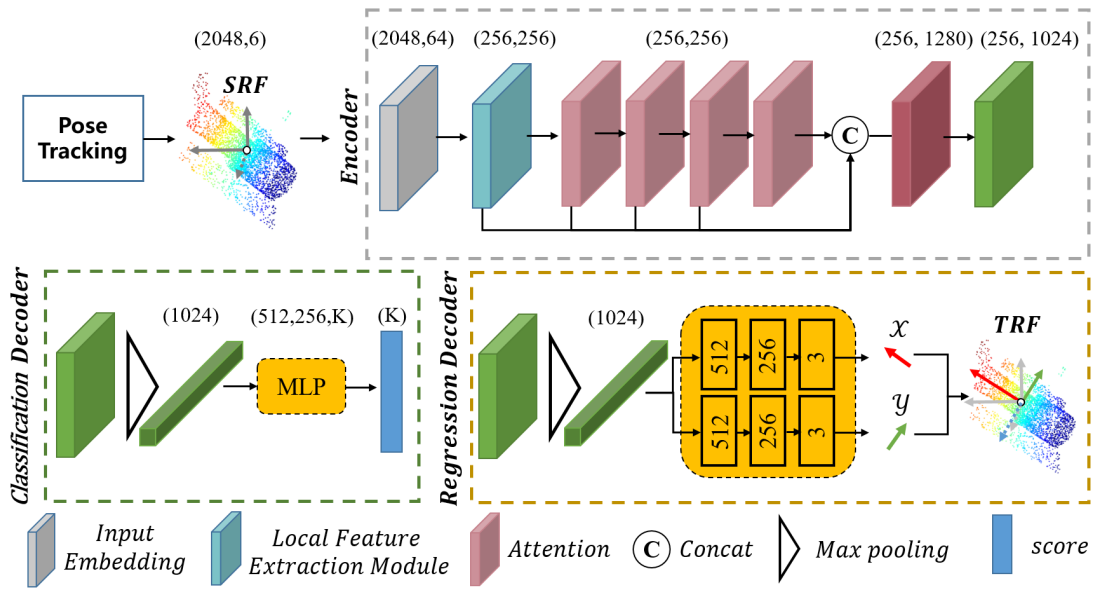 (2048,6)
SRF
Pose
Tracking
Encoder
(2048,64)
(256,256)
(256,256)
(256, 1280)
(256, 1024)
C
Classification Decoder
(1024)
(512,256,K)
(K)
MLP
Regression Decoder
(1024)
512
256
3
512
256
3
x
y
TRF
Input
Embedding
Local Feature
Extraction Module
Attention
C
Concat
Max pooling
score